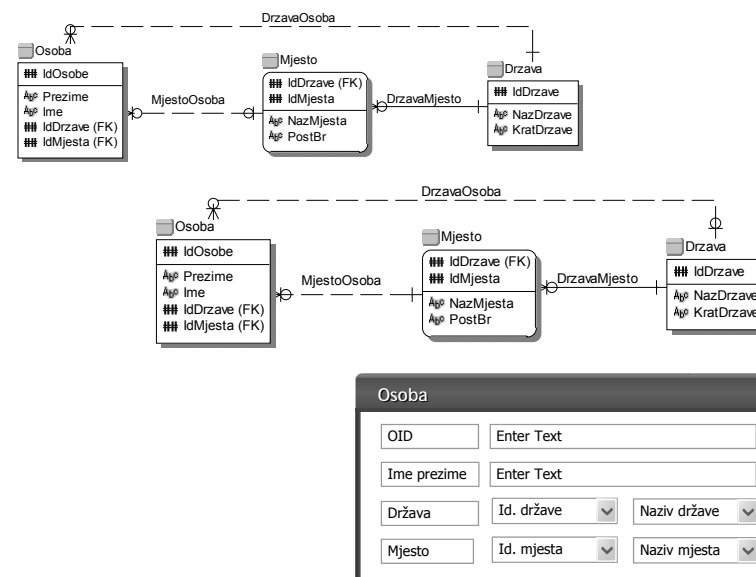 DrzavaOsoba
Osoba
IdOsobe
Prezime
Ime
IdDrzave (FK)
IdMjesta (FK)
MjestoOsoba
Mjesto
IdDrzave (FK)
IdMjesta
NazMjesta
PostBr
DrzavaMjesto
Drzava
IdDrzave
NazDrzave
KratDrzave
DrzavaOsoba
Osoba
IdOsobe
Prezime
Ime
IdDrzave (FK)
IdMjesta (FK)
MjestoOsoba
Mjesto
IdDrzave (FK)
IdMjesta
NazMjesta
PostBr
DrzavaMjesto
Drzava
IdDrzave
NazDrzave
KratDrzave
Osoba
OID Enter Text
Ime prezime Enter Text
Država Id. države Naziv države
Mjesto Id. mjesta Naziv mjesta